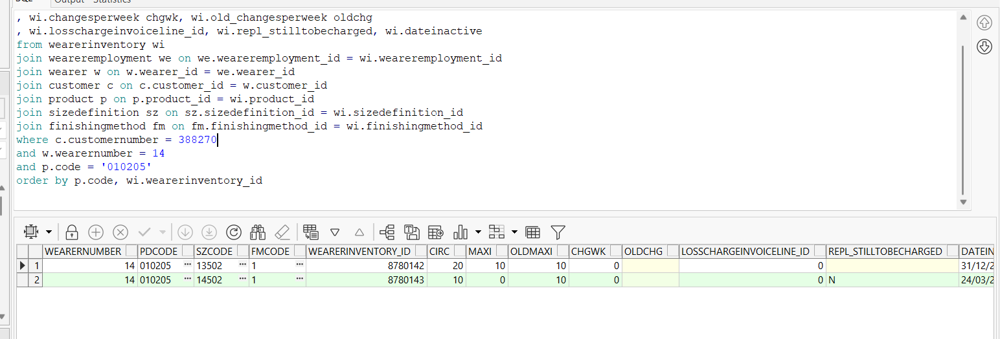 SQL Output Statistics
, wi.changesperweek chgwk, wi.old_changesperweek oldchg
, wi.losschargeinvoiceline_id, wi.repl_stilltobecharged, wi.dateinactive
from wearerinventory wi
join weareremployment we on we.weareremployment_id = wi.weareremployment_id
join wearer w on w.wearer_id = we.wearer_id
join customer c on c.customer_id = w.customer_id
join product p on p.product_id = wi.product_id
join sizedefinition sz on sz.sizedefinition_id = wi.sizedefinition_id
join finishingmethod fm on fm.finishingmethod_id = wi.finishingmethod_id
where c.customernumber = 388270
and w.wearernumber = 14
and p.code = '010205'
order by p.code, wi.wearerinventory_id
WEARERNUMBER PDCODE SZCODE FMCODE WEARERINVENTORY_ID CIRC MAXI OLDMAXI CHGWK OLDCHG LOSSCHARGEINVOICELINE_ID REPL_STILLTOBECHARGED DATEIN
1 14 010205 ... 13502 ... 1 ... 8780142 20 10 10 0 0 31/12/2
2 14 010205 ... 14502 ... 1 ... 8780143 10 0 10 0 0 N 24/03/2